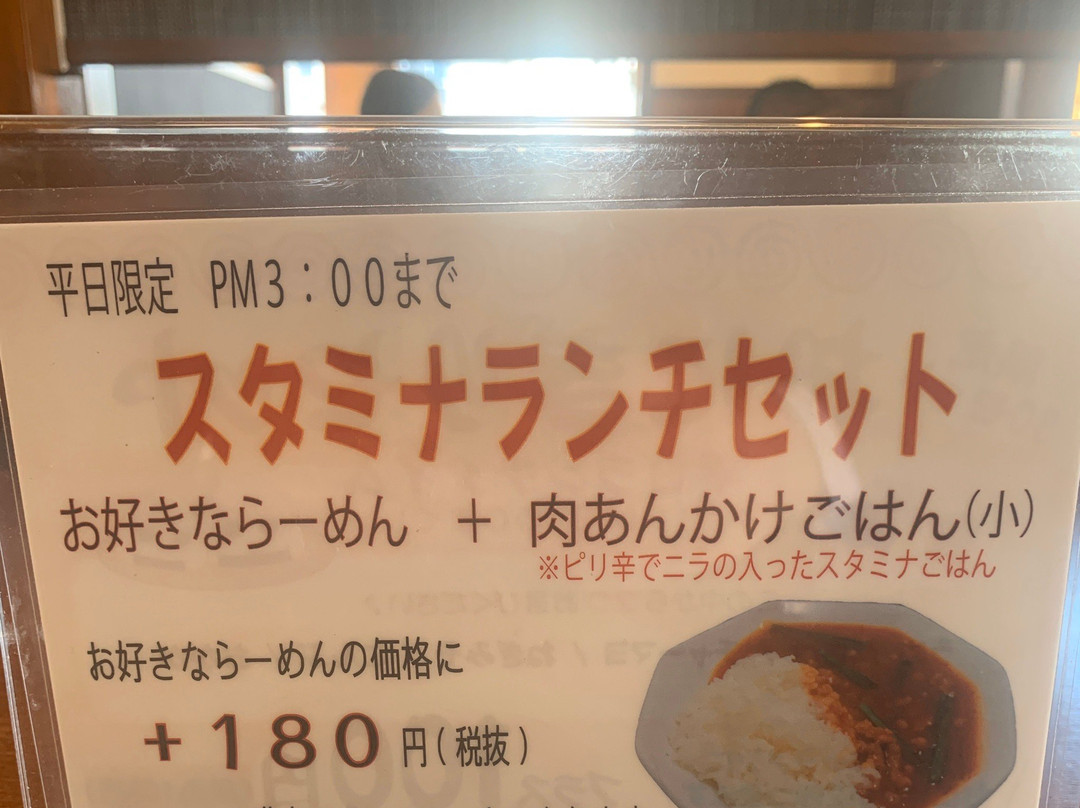 平日限定　PM3：00まで
スタミナランチセット
お好きならーめん　＋　肉あんかけごはん(小)
※ピリ辛でニラの入ったスタミナごはん
お好きならーめんの価格に
＋180円(税抜)